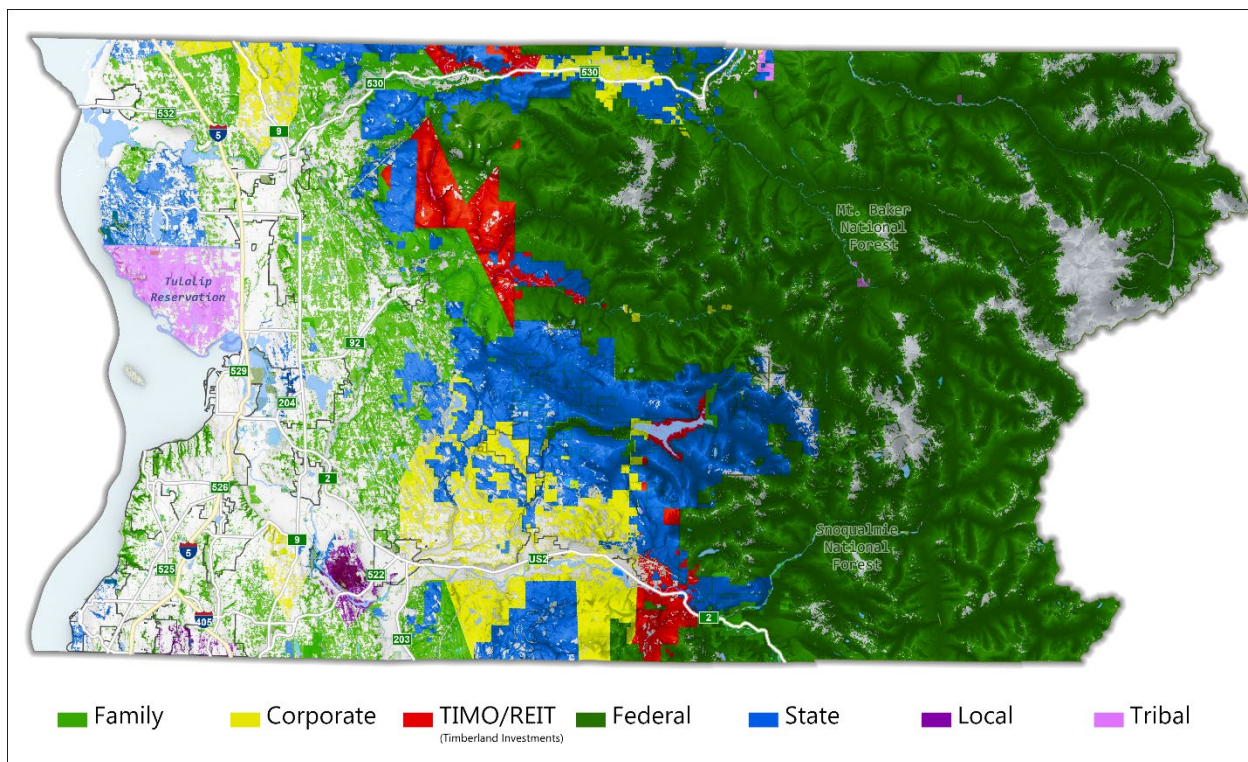 530
530
532
5
9
Mt. Baker
National
Forest
Tulalip
Reservation
92
529
204
2
526
9
5
US2
Snoqualmie
National
Forest
525
522
405
2
203
Family
Corporate
TIMO/REIT
(Timberland Investments)
Federal
State
Local
Tribal